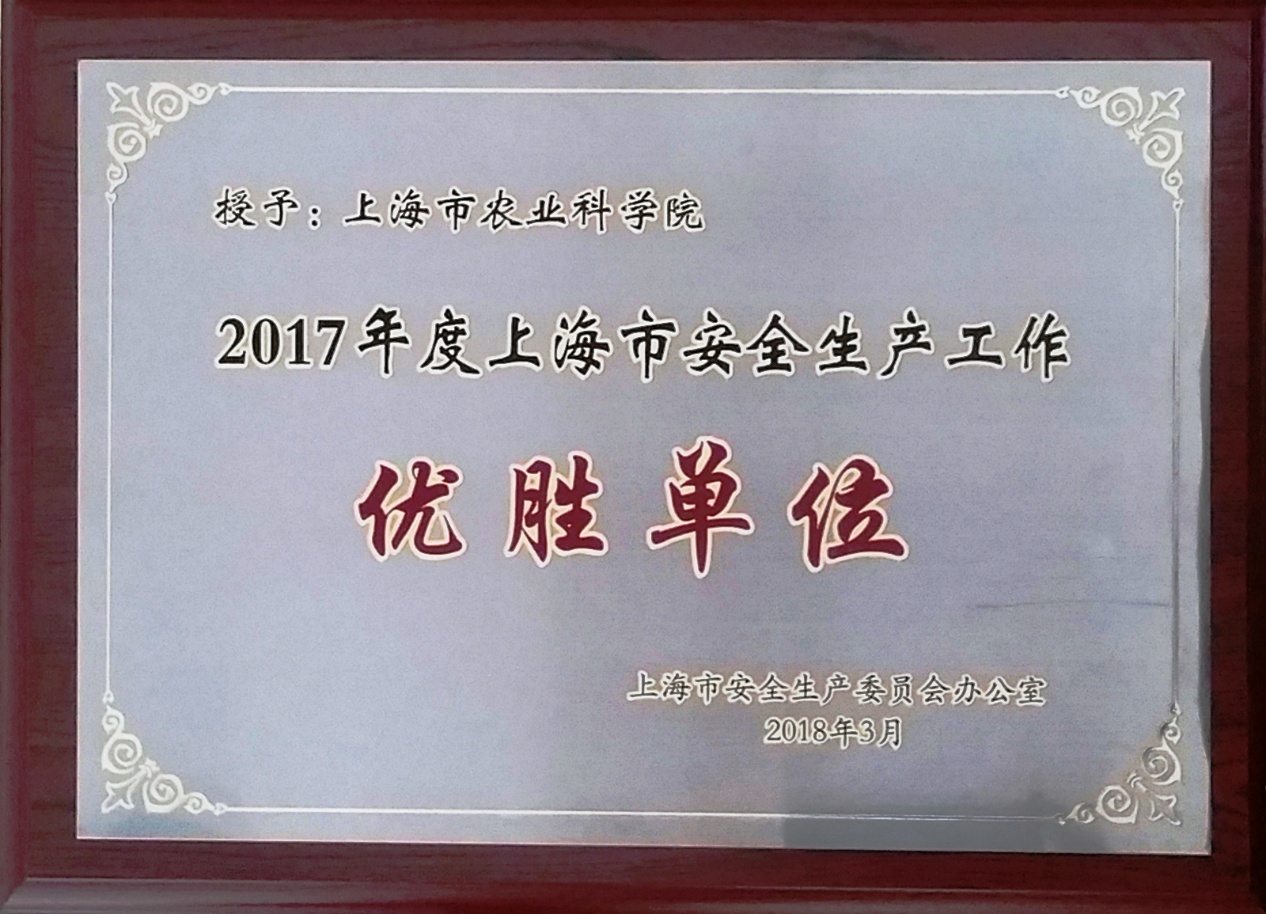 授予：上海市农业科学院
2017年度上海市安全生产工作
优胜单位
上海市安全生产委员会办公室
2018年3月